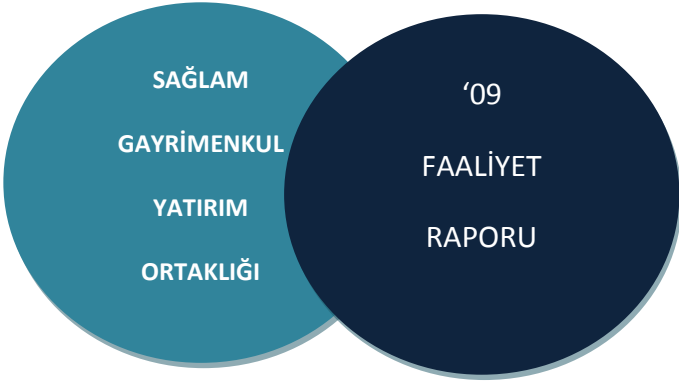 SAĞLAM
GAYRİMENKUL
YATIRIM
ORTAKLIĞI
‘09
FAALİYET
RAPORU